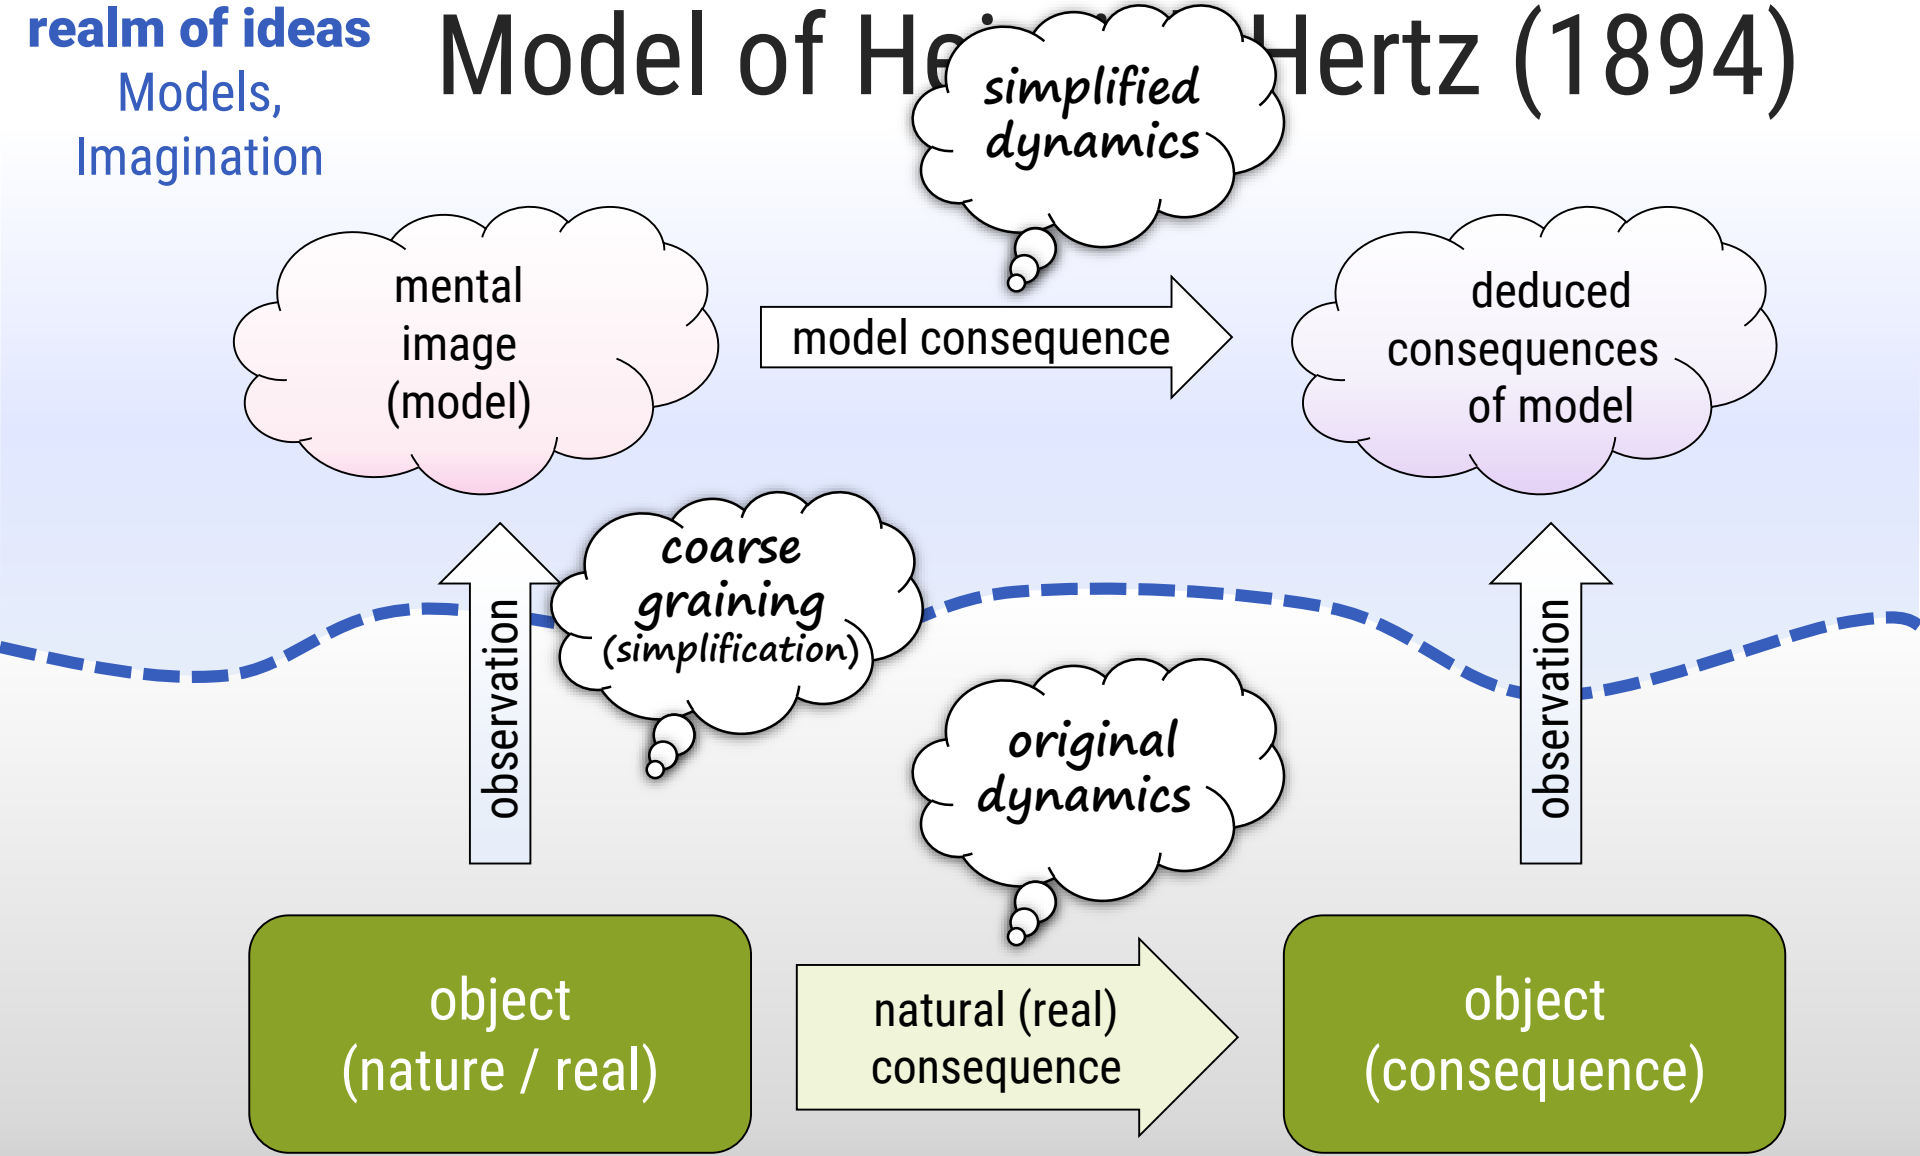 realm of ideas
Models,
Imagination
Model of He Hertz (1894)
simplified
dynamics
mental
image
(model)
model consequence
deduced
consequences
of model
coarse
graining
(simplification)
observation
observation
original
dynamics
object
(nature / real)
natural (real)
consequence
object
(consequence)